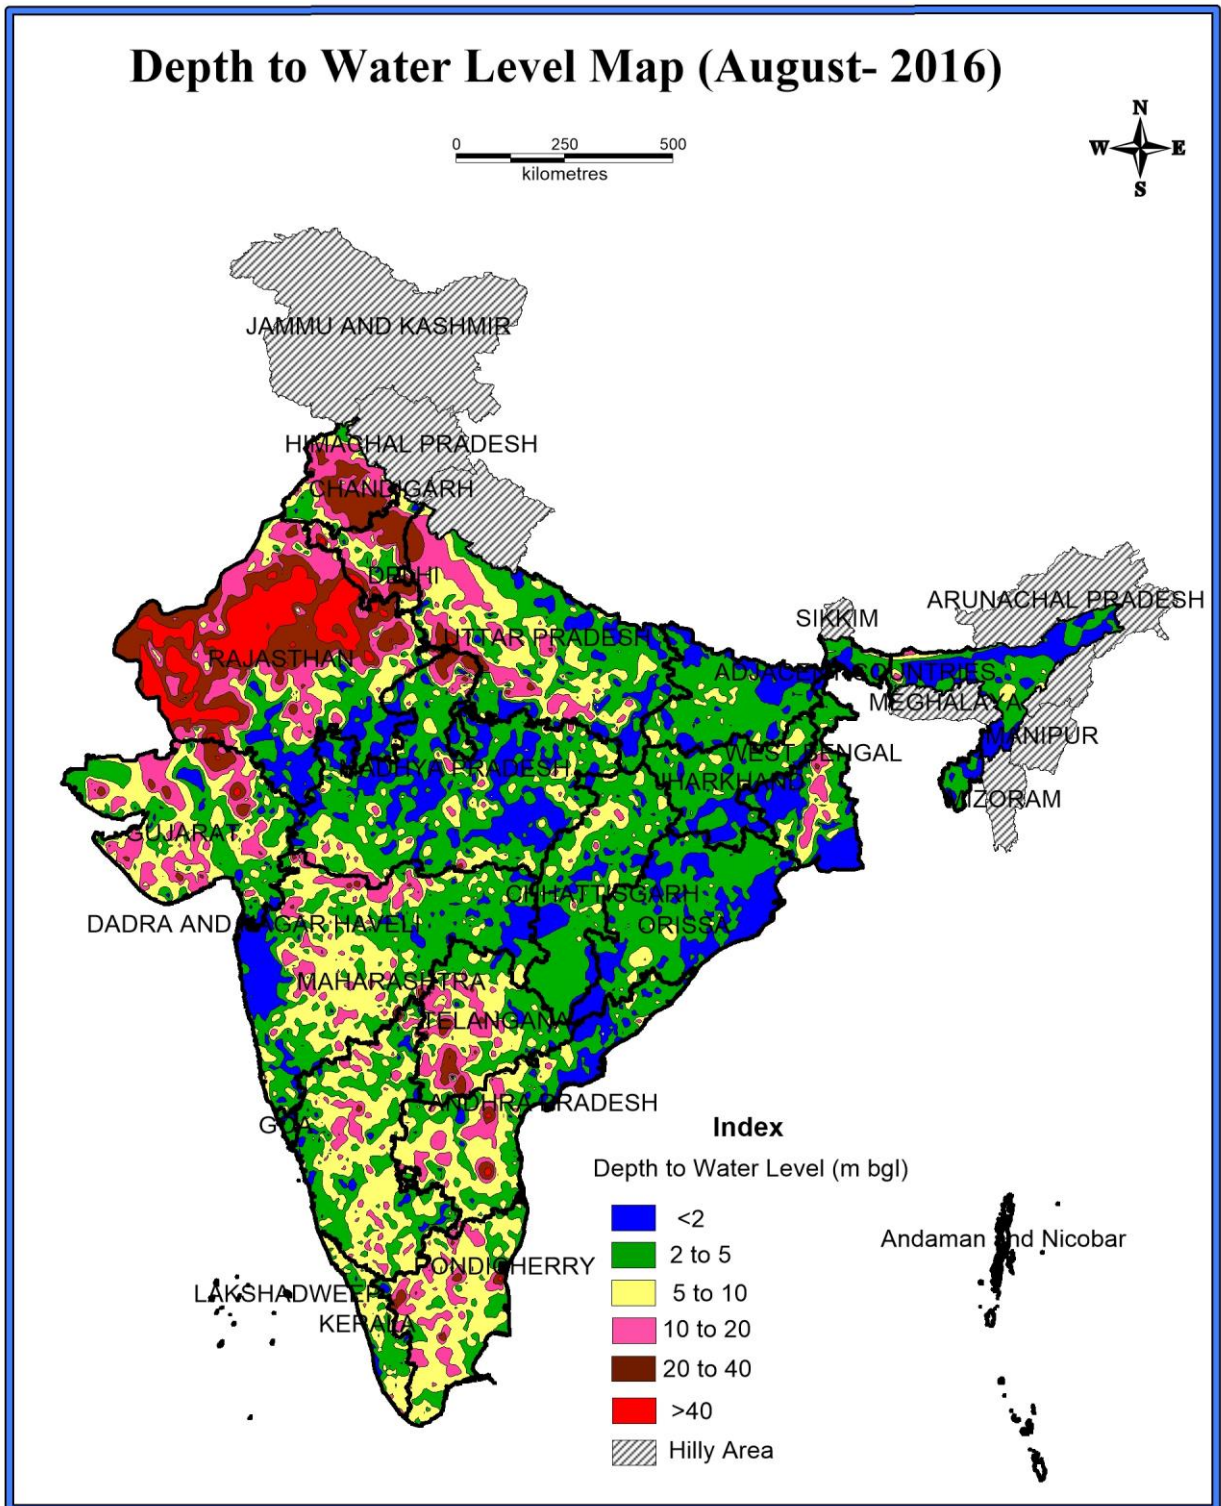 Depth to Water Level Map (August- 2016)
N
W E
S
0 250 500
kilometres
JAMMU AND KASHMIR
HIMACHAL PRADESH
CHANDIGARH
DELHI
ARUNACHAL PRADESH
SIKKIM
UTTAR PRADESH
RAJASTHAN
ADJACENT COUNTRIES
MEGHALAYA
MANIPUR
WEST BENGAL
MADHYA PRADESH
JHARKHAND
MIZORAM
GUJARAT
CHHATTISGARH
DADRA AND NAGAR HAVELI
ORISSA
MAHARASHTRA
TELANGANA
ANDHRA PRADESH
GOA
Index
Depth to Water Level (m bgl)
<2
2 to 5
5 to 10
10 to 20
20 to 40
>40
Hilly Area
Andaman and Nicobar
PONDICHERRY
LAKSHADWEEP
KERALA